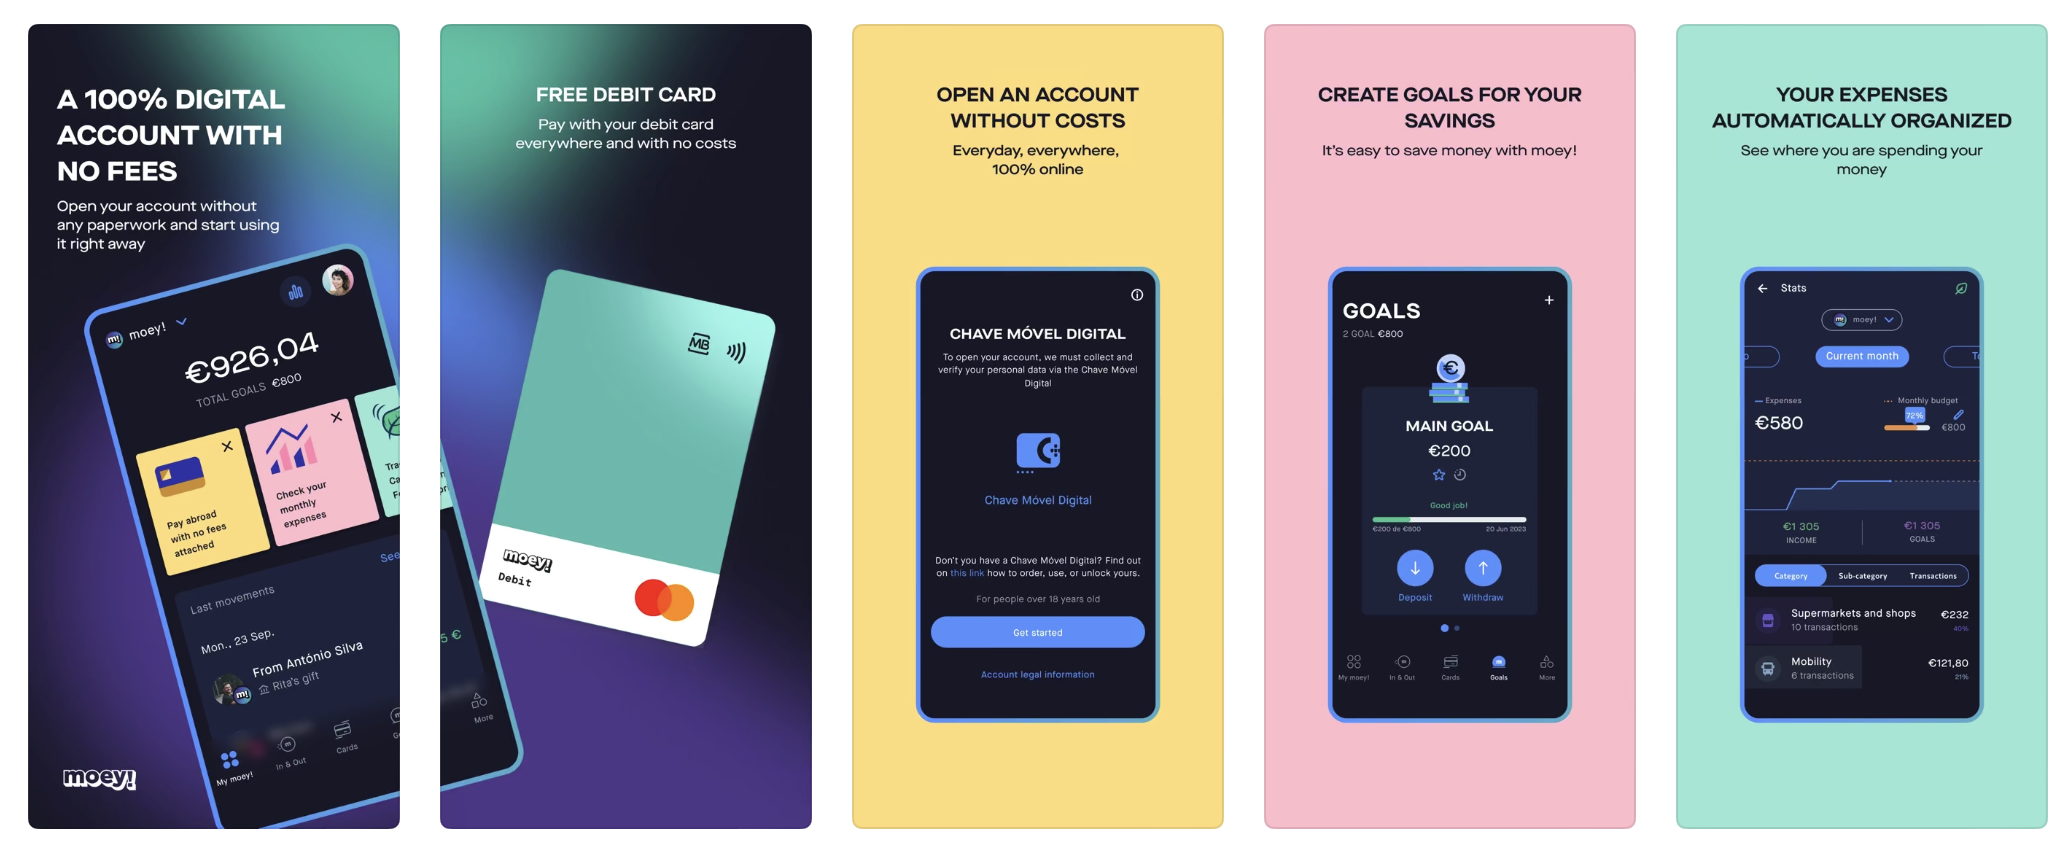 A 100% DIGITAL
ACCOUNT WITH
NO FEES
Open your account without
any paperwork and start using
it right away
m! moey!
€926,04
TOTAL GOALS €800
Pay abroad
with no fees
attached
Check your
monthly
expenses
Last movements
See
Mon., 23 Sep.
From António Silva
m! Rita's gift
My moey!
In & Out
Cards
moey!
FREE DEBIT CARD
Pay with your debit card
everywhere and with no costs
MB
moey!
Debit
5 €
More
OPEN AN ACCOUNT
WITHOUT COSTS
Everyday, everywhere,
100% online
CHAVE MÓVEL DIGITAL
To open your account, we must collect and
verify your personal data via the Chave Móvel
Digital
Chave Móvel Digital
Don't you have a Chave Móvel Digital? Find out
on this link how to order, use, or unlock yours.
For people over 18 years old
Get started
Account legal information
CREATE GOALS FOR YOUR
SAVINGS
It's easy to save money with moey!
GOALS
+
2 GOAL €800
€
MAIN GOAL
€200
Good job!
€200 de €800
20 Jun 2023
Deposit
Withdraw
My moey!
In & Out
Cards
Goals
More
YOUR EXPENSES
AUTOMATICALLY ORGANIZED
See where you are spending your
money
Stats
m! moey!
Current month
Expenses
Monthly budget
€580
72%
€800
€1 305
INCOME
€1 305
GOALS
Category
Sub-category
Transactions
Supermarkets and shops
€232
10 transactions
40%
Mobility
€121,80
6 transactions
21%